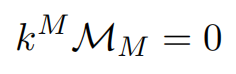 $k^M \mathcal{M}_M = 0$